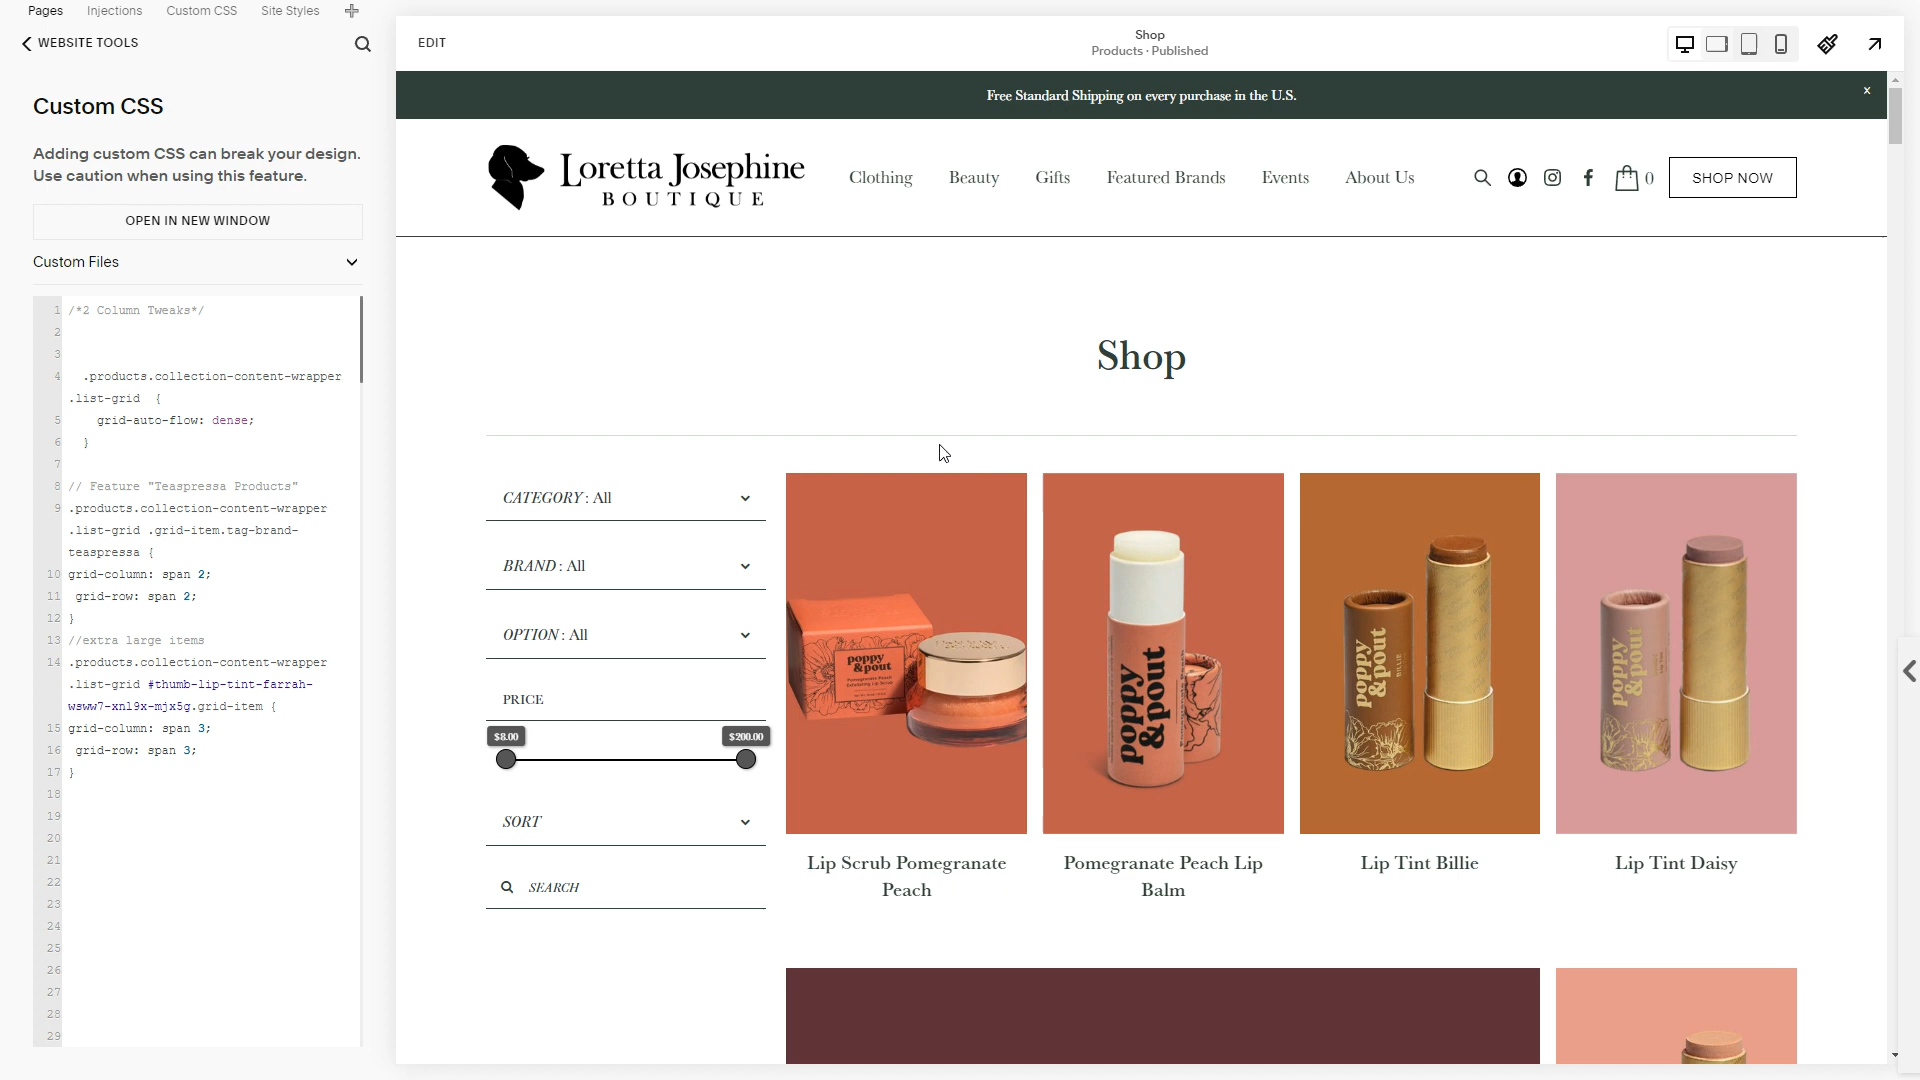 Pages Injections Custom CSS Site Styles
WEBSITE TOOLS
Custom CSS
Adding custom CSS can break your design.
Use caution when using this feature.
OPEN IN NEW WINDOW
Custom Files
1 /*2 Column Tweaks*/
2
3
4 .products.collection-content-wrapper
.list-grid {
5 grid-auto-flow: dense;
6 }
7
8 // Feature "Teaspressa Products"
9 .products.collection-content-wrapper
.list-grid .grid-item.tag-brand-
teaspressa {
10 grid-column: span 2;
11 grid-row: span 2;
12 }
13 //extra large items
14 .products.collection-content-wrapper
.list-grid #thumb-lip-tint-farrah-
wsww7-xnl9x-mjx5g.grid-item {
15 grid-column: span 3;
16 grid-row: span 3;
17 }
18
19
20
21
22
23
24
25
26
27
28
29
EDIT
Shop
Products · Published
Free Standard Shipping on every purchase in the U.S.
x
Loretta Josephine
BOUTIQUE
Clothing Beauty Gifts Featured Brands Events About Us
0
SHOP NOW
Shop
CATEGORY : All
BRAND : All
OPTION : All
PRICE
$8.00 $200.00
SORT
SEARCH
poppy
&pout
Pomegranate Peach
poppy
&pout
poppy
&pout
BILLIE
poppy
&pout
Lip Scrub Pomegranate
Peach
Pomegranate Peach Lip
Balm
Lip Tint Billie
Lip Tint Daisy